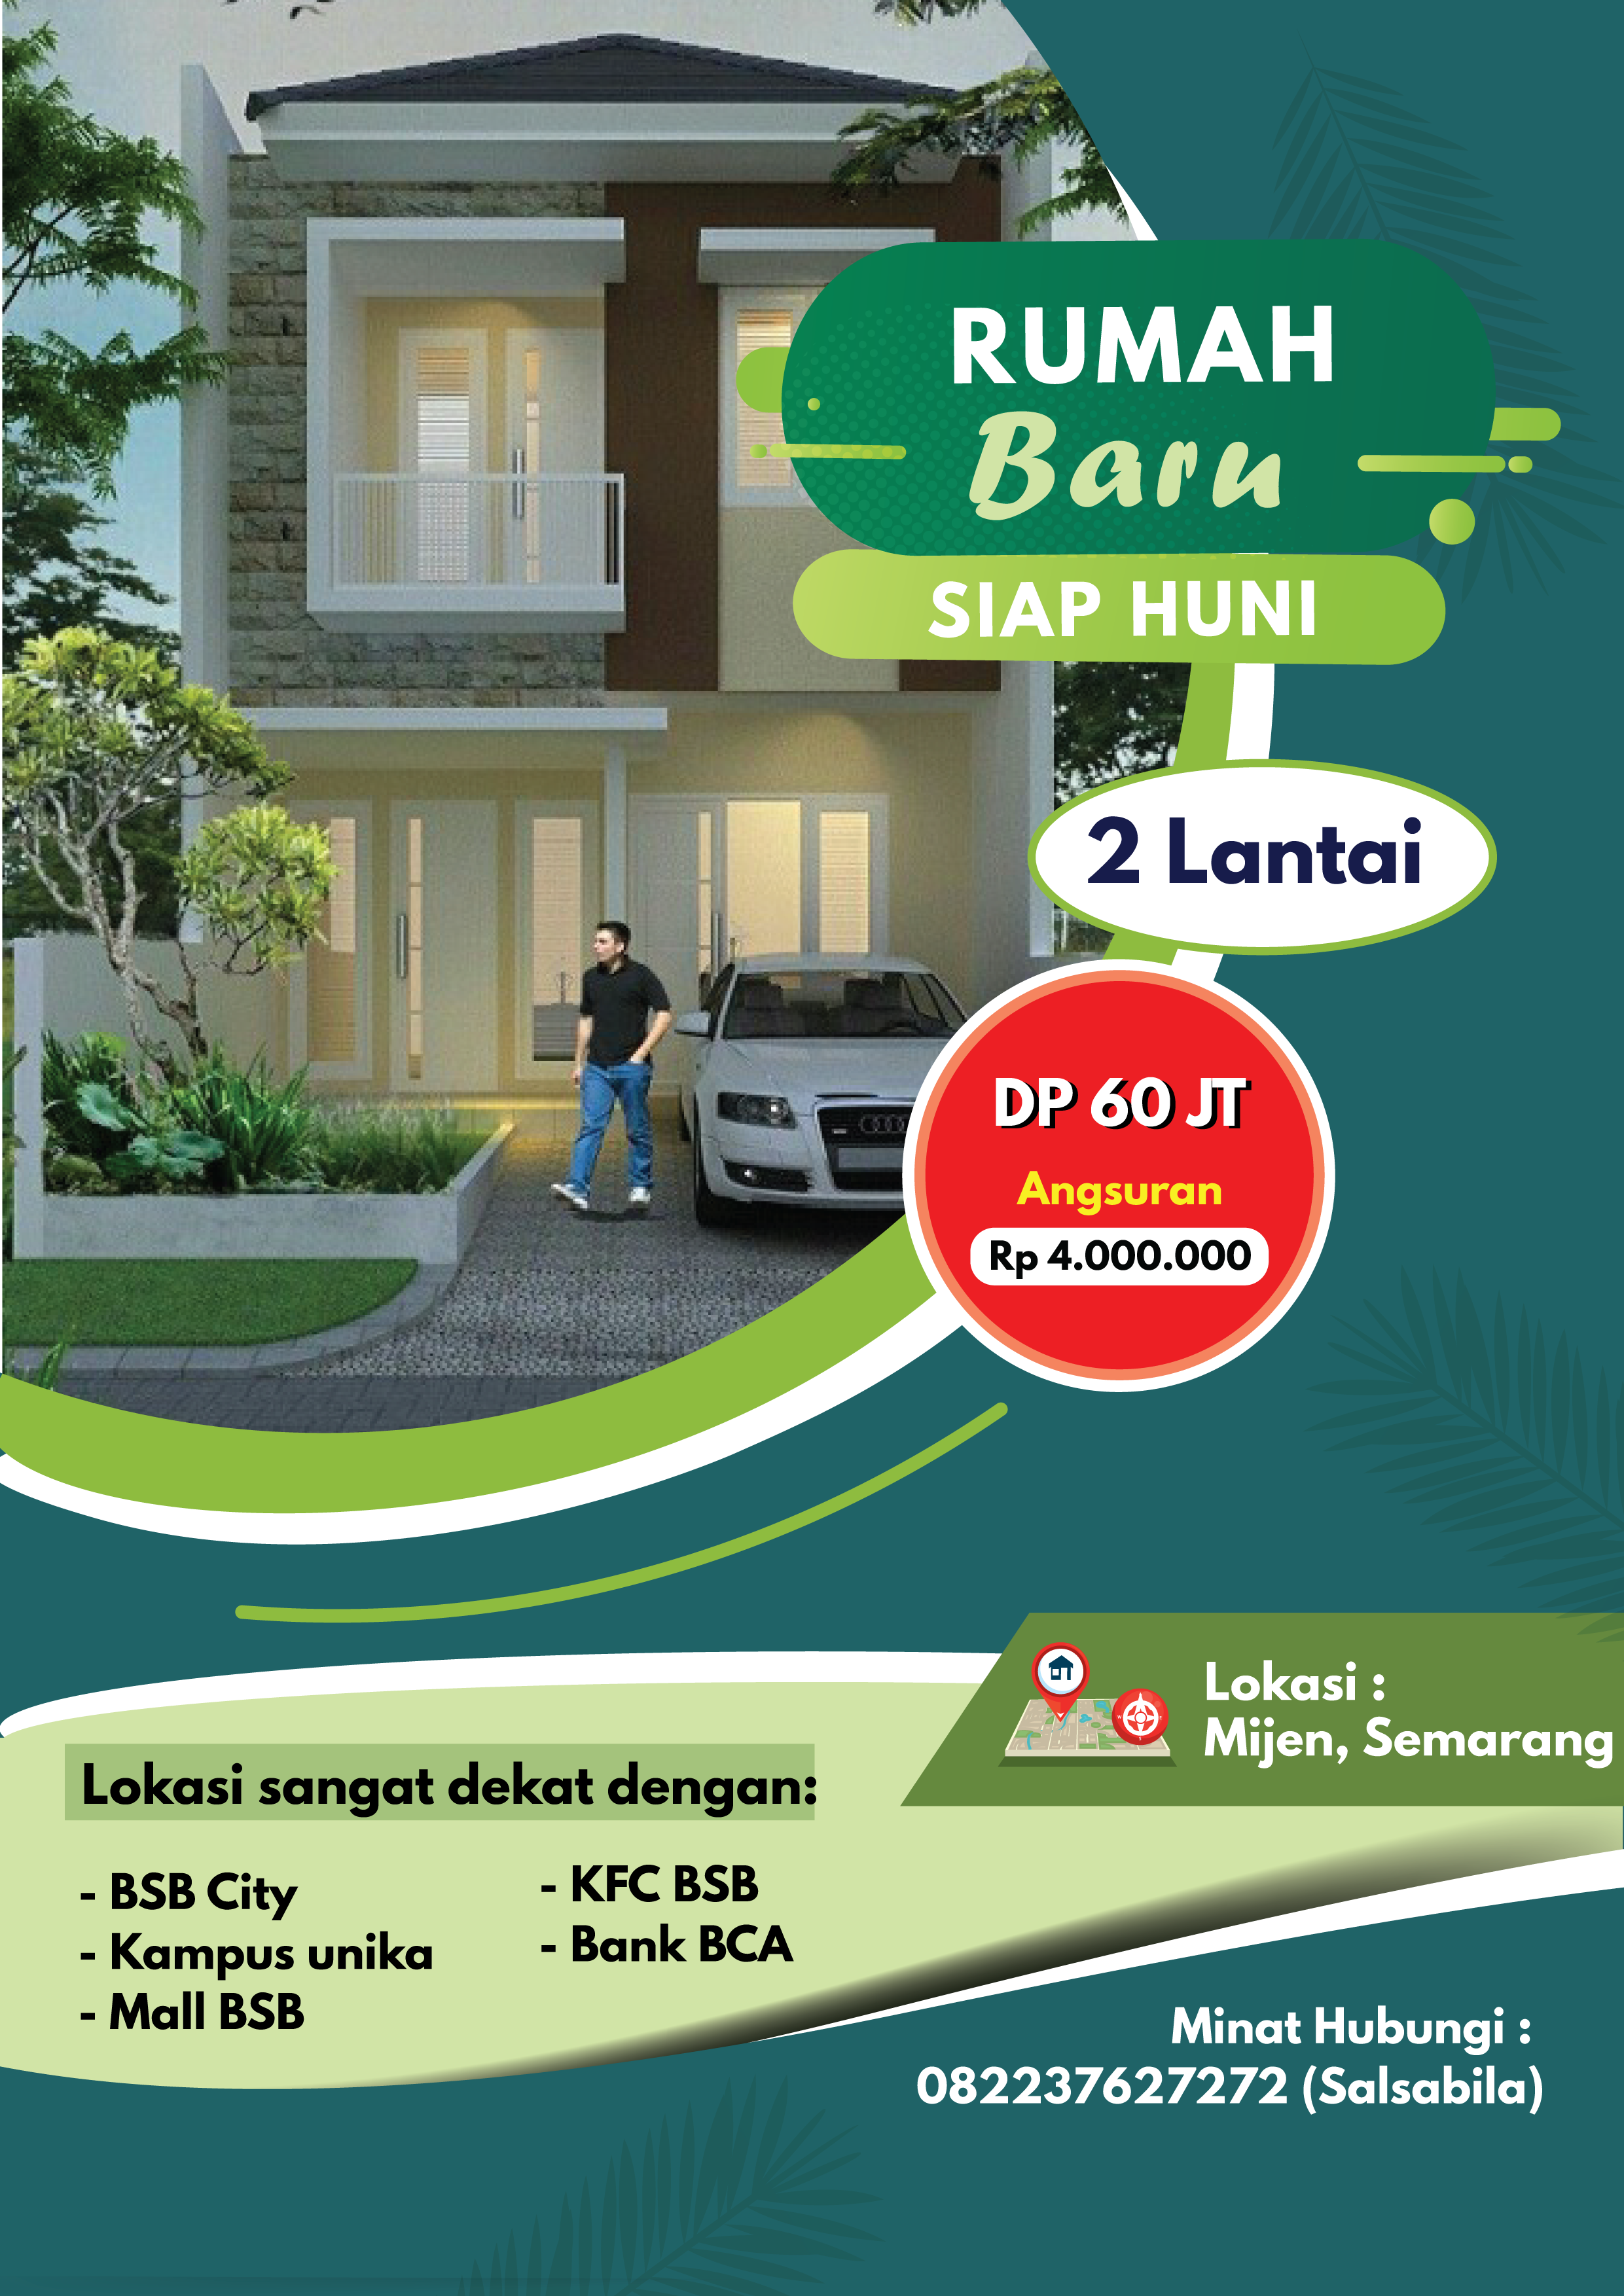 RUMAH
Baru
SIAP HUNI
2 Lantai
DP 60 JT
Angsuran
Rp 4.000.000
Lokasi :
Mijen, Semarang
Lokasi sangat dekat dengan:
- BSB City
- Kampus unika
- Mall BSB
- KFC BSB
- Bank BCA
Minat Hubungi :
082237627272 (Salsabila)